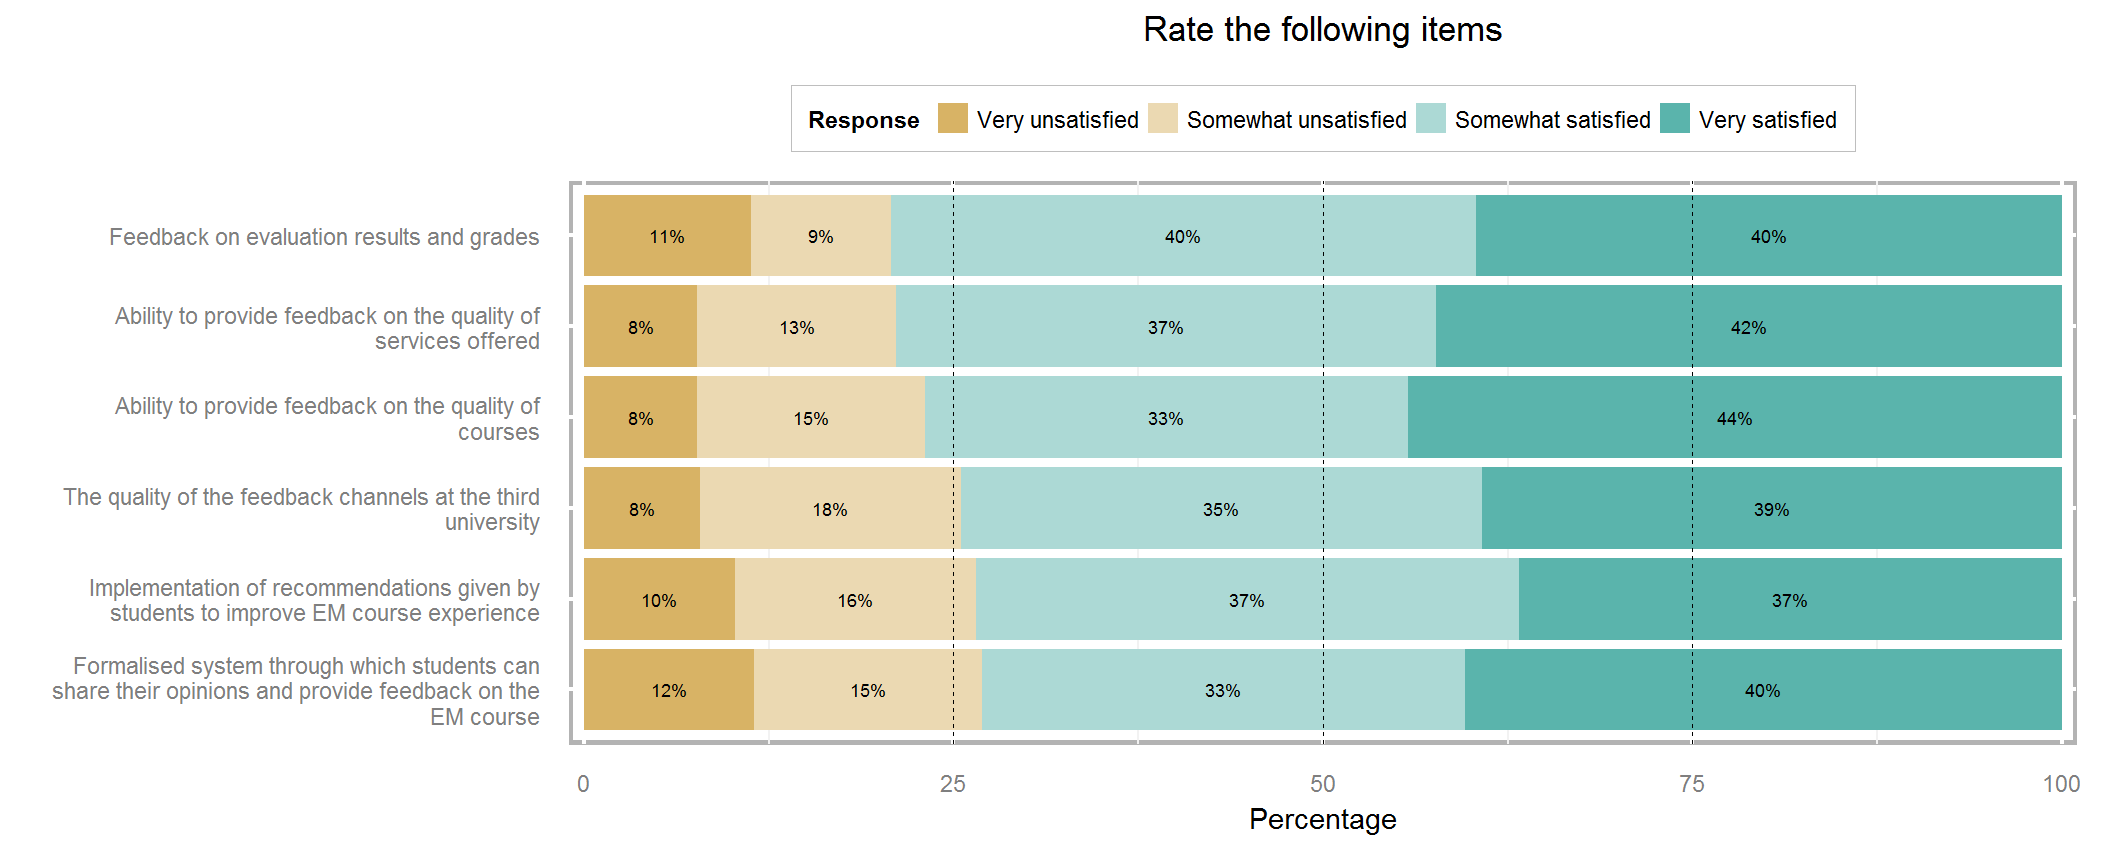 Rate the following items
Response Very unsatisfied Somewhat unsatisfied Somewhat satisfied Very satisfied
Feedback on evaluation results and grades
11% 9% 40% 40%
Ability to provide feedback on the quality of
services offered
8% 13% 37% 42%
Ability to provide feedback on the quality of
courses
8% 15% 33% 44%
The quality of the feedback channels at the third
university
8% 18% 35% 39%
Implementation of recommendations given by
students to improve EM course experience
10% 16% 37% 37%
Formalised system through which students can
share their opinions and provide feedback on the
EM course
12% 15% 33% 40%
0 25 50 75 100
Percentage